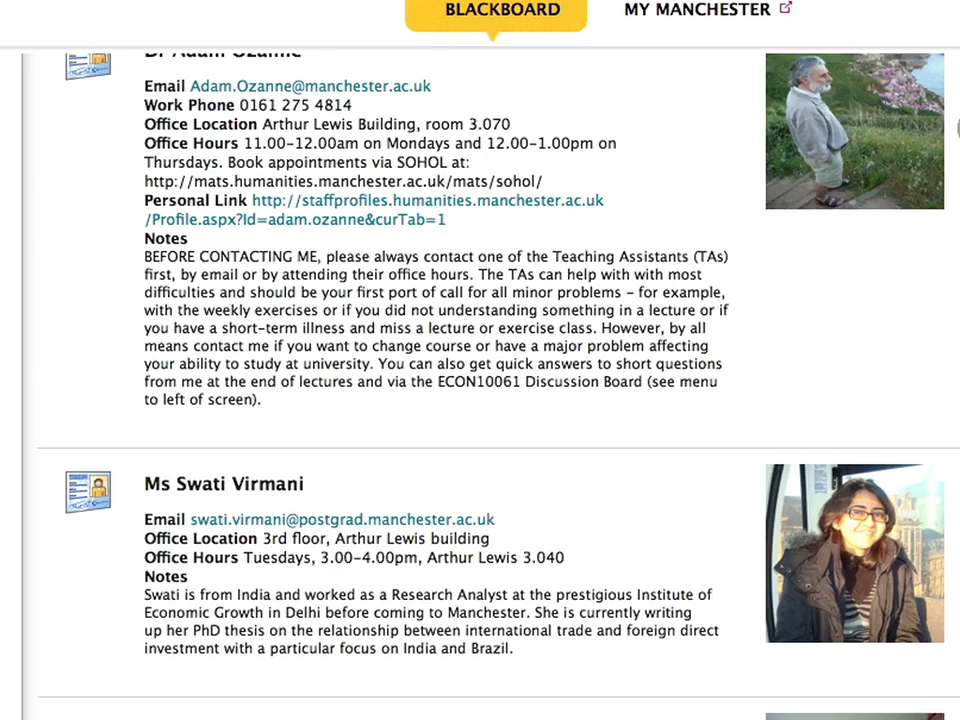 BLACKBOARD
MY MANCHESTER
Dr Adam Ozanne
Email Adam.Ozanne@manchester.ac.uk
Work Phone 0161 275 4814
Office Location Arthur Lewis Building, room 3.070
Office Hours 11.00-12.00am on Mondays and 12.00-1.00pm on
Thursdays. Book appointments via SOHOL at:
http://mats.humanities.manchester.ac.uk/mats/sohol/
Personal Link http://staffprofiles.humanities.manchester.ac.uk
/Profile.aspx?Id=adam.ozanne&curTab=1
Notes
BEFORE CONTACTING ME, please always contact one of the Teaching Assistants (TAs)
first, by email or by attending their office hours. The TAs can help with with most
difficulties and should be your first port of call for all minor problems – for example,
with the weekly exercises or if you did not understanding something in a lecture or if
you have a short-term illness and miss a lecture or exercise class. However, by all
means contact me if you want to change course or have a major problem affecting
your ability to study at university. You can also get quick answers to short questions
from me at the end of lectures and via the ECON10061 Discussion Board (see menu
to left of screen).
Ms Swati Virmani
Email swati.virmani@postgrad.manchester.ac.uk
Office Location 3rd floor, Arthur Lewis building
Office Hours Tuesdays, 3.00-4.00pm, Arthur Lewis 3.040
Notes
Swati is from India and worked as a Research Analyst at the prestigious Institute of
Economic Growth in Delhi before coming to Manchester. She is currently writing
up her PhD thesis on the relationship between international trade and foreign direct
investment with a particular focus on India and Brazil.